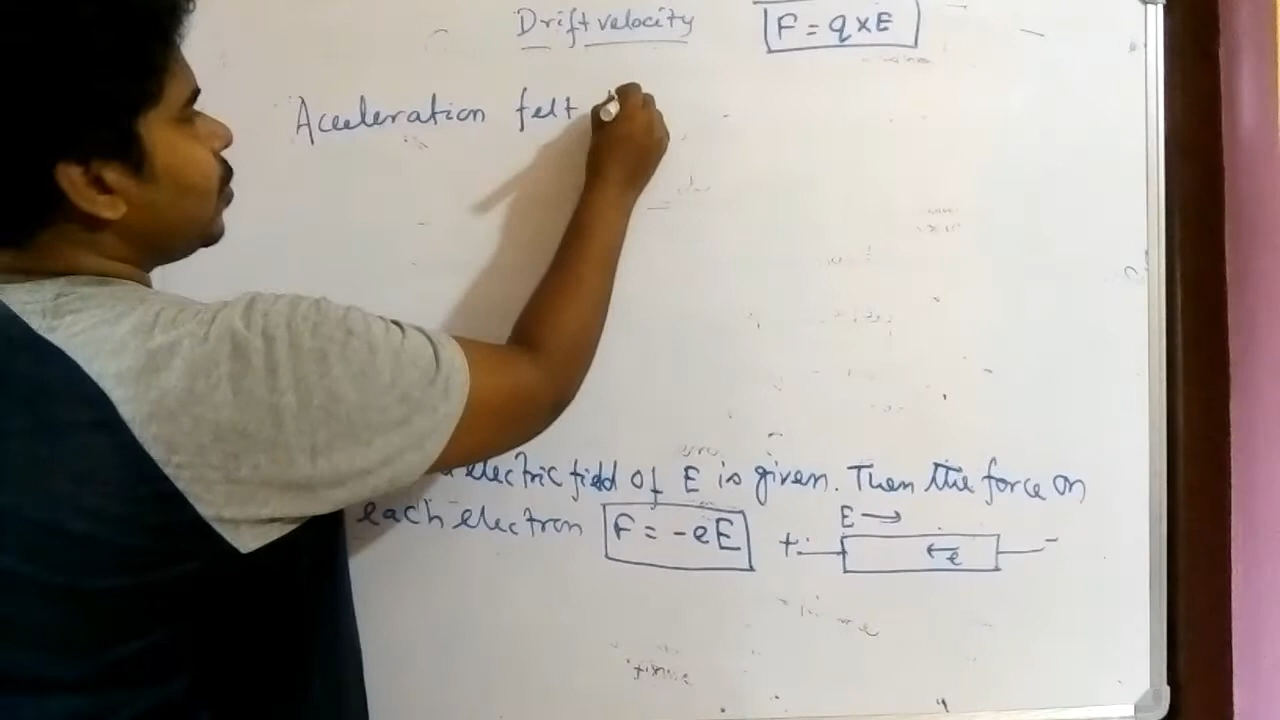 Drift velocity
F = q×E
Acceleration felt
electric field of E is given. Then the force on
each electron F = -eE
E →
+ ← e -